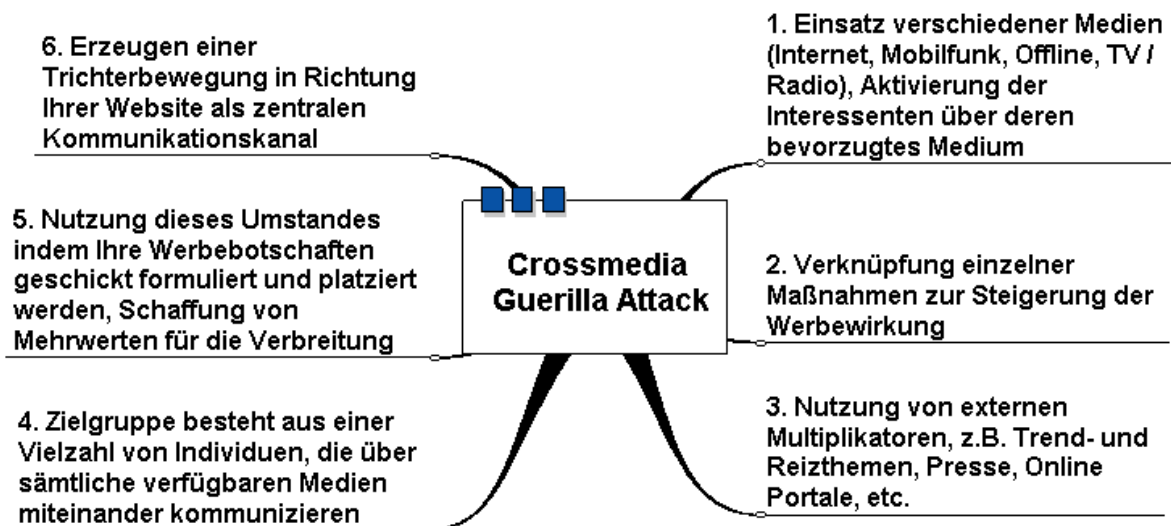 Crossmedia
Guerilla Attack
1. Einsatz verschiedener Medien
(Internet, Mobilfunk, Offline, TV /
Radio), Aktivierung der
Interessenten über deren
bevorzugtes Medium
2. Verknüpfung einzelner
Maßnahmen zur Steigerung der
Werbewirkung
3. Nutzung von externen
Multiplikatoren, z.B. Trend- und
Reizthemen, Presse, Online
Portale, etc.
4. Zielgruppe besteht aus einer
Vielzahl von Individuen, die über
sämtliche verfügbaren Medien
miteinander kommunizieren
5. Nutzung dieses Umstandes
indem Ihre Werbebotschaften
geschickt formuliert und platziert
werden, Schaffung von
Mehrwerten für die Verbreitung
6. Erzeugen einer
Trichterbewegung in Richtung
Ihrer Website als zentralen
Kommunikationskanal